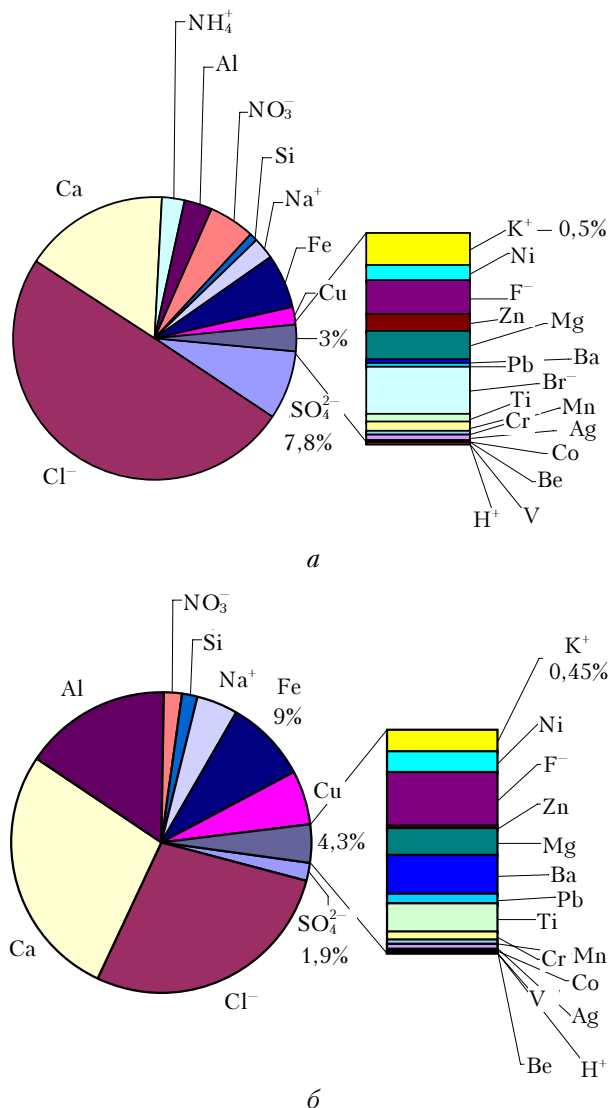 NH₄⁺
Al
NO₃⁻
Si
Na⁺
Ca
Fe
Cu
3%
SO₄²⁻
7,8%
Cl⁻
K⁺ — 0,5%
Ni
F⁻
Zn
Mg
Ba
Pb
Br⁻
Ti
Mn
Cr
Ag
Co
Be
V
H⁺
а
NO₃⁻
Si
Na⁺
Al
Fe
9%
Cu
4,3%
SO₄²⁻
1,9%
Ca
Cl⁻
K⁺
0,45%
Ni
F⁻
Zn
Mg
Ba
Pb
Ti
Cr
Mn
Co
V
Ag
Be
H⁺
б